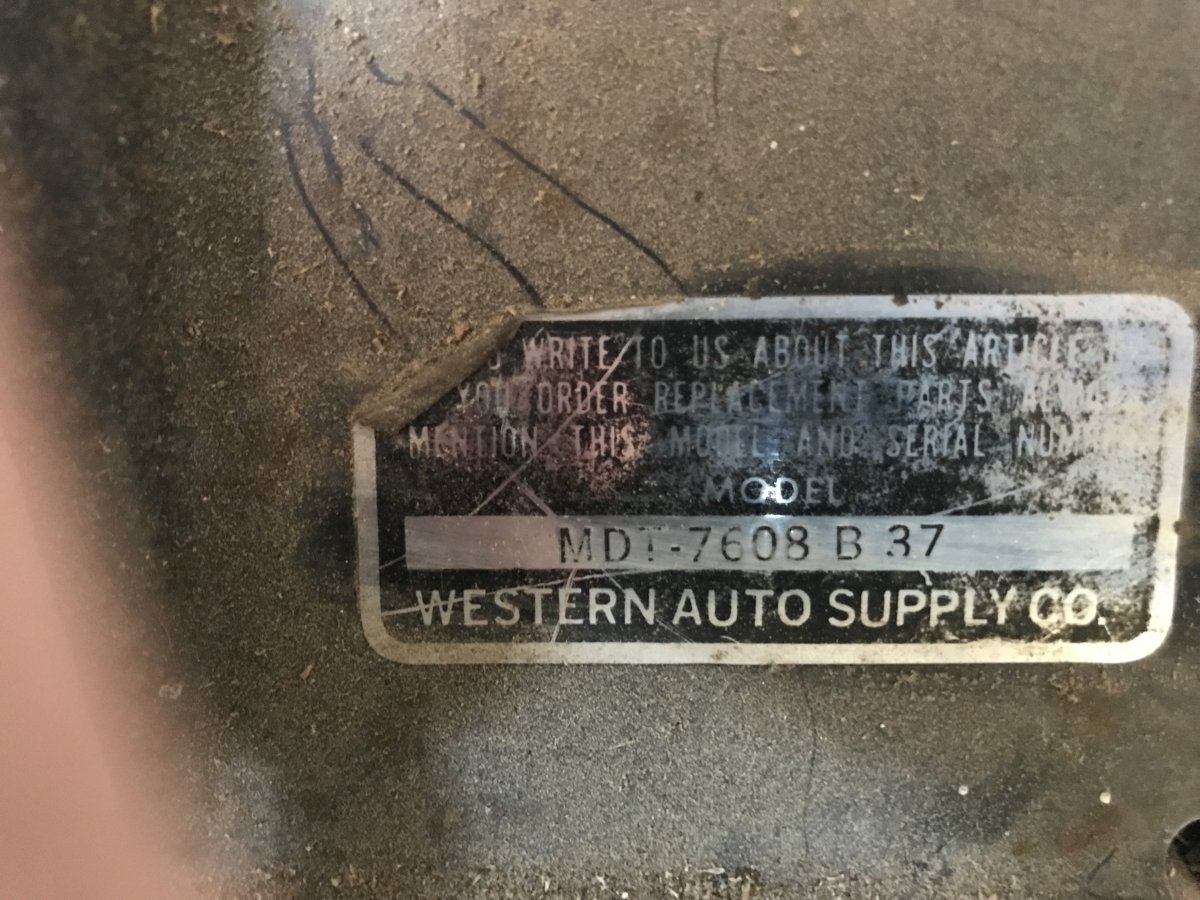 WRITE TO US ABOUT THIS ARTICLE
YOU ORDER REPLACEMENT PARTS
MENTION THIS MODEL AND SERIAL
MODEL
MDT-7608 B 37
WESTERN AUTO SUPPLY CO.